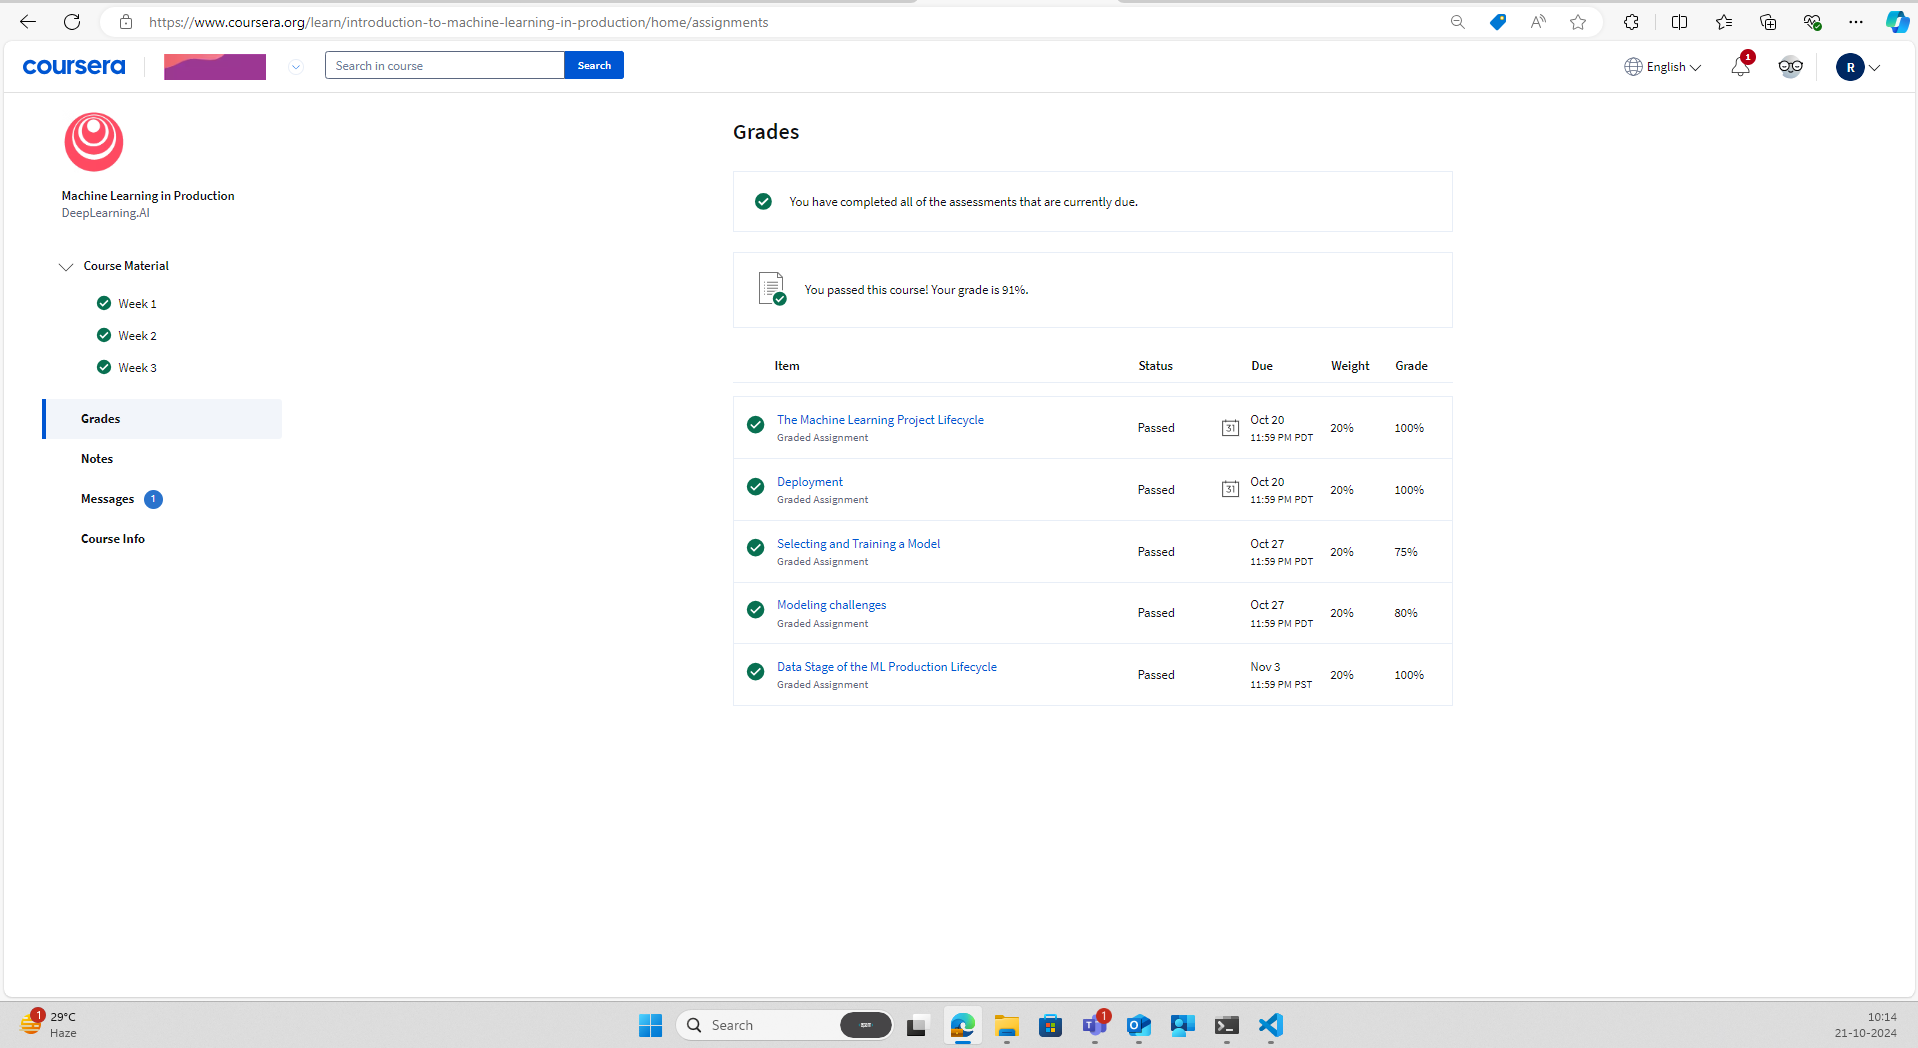 https://www.coursera.org/learn/introduction-to-machine-learning-in-production/home/assignments
coursera
Search in course
Search
English
1
R
Machine Learning in Production
DeepLearning.AI
Course Material
Week 1
Week 2
Week 3
Grades
Notes
Messages 1
Course Info
Grades
You have completed all of the assessments that are currently due.
You passed this course! Your grade is 91%.
Item Status Due Weight Grade
The Machine Learning Project Lifecycle
Graded Assignment
Passed
31
Oct 20
11:59 PM PDT
20%
100%
Deployment
Graded Assignment
Passed
31
Oct 20
11:59 PM PDT
20%
100%
Selecting and Training a Model
Graded Assignment
Passed
Oct 27
11:59 PM PDT
20%
75%
Modeling challenges
Graded Assignment
Passed
Oct 27
11:59 PM PDT
20%
80%
Data Stage of the ML Production Lifecycle
Graded Assignment
Passed
Nov 3
11:59 PM PST
20%
100%
1
29°C
Haze
Search
1
10:14
21-10-2024